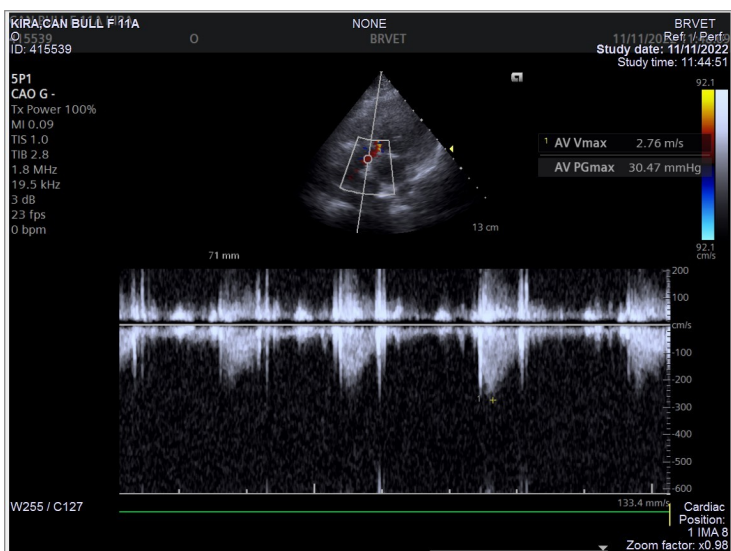 KIRA,CAN BULL F 11A
NONE
BRVET
O
Ref: / Perf:
O
BRVET
ID: 415539
Study date: 11/11/2022
Study time: 11:44:51
5P1
CAO G -
Tx Power 100%
MI 0.09
TIS 1.0
TIB 2.8
1.8 MHz
19.5 kHz
3 dB
23 fps
0 bpm
92.1
1 AV Vmax 2.76 m/s
AV PGmax 30.47 mmHg
13 cm
92.1
cm/s
71 mm
200
100
cm/s
-100
-200
-300
-400
-500
-600
1
133.4 mm/s
W255 / C127
Cardiac
Position:
1 IMA 8
Zoom factor: x0.98